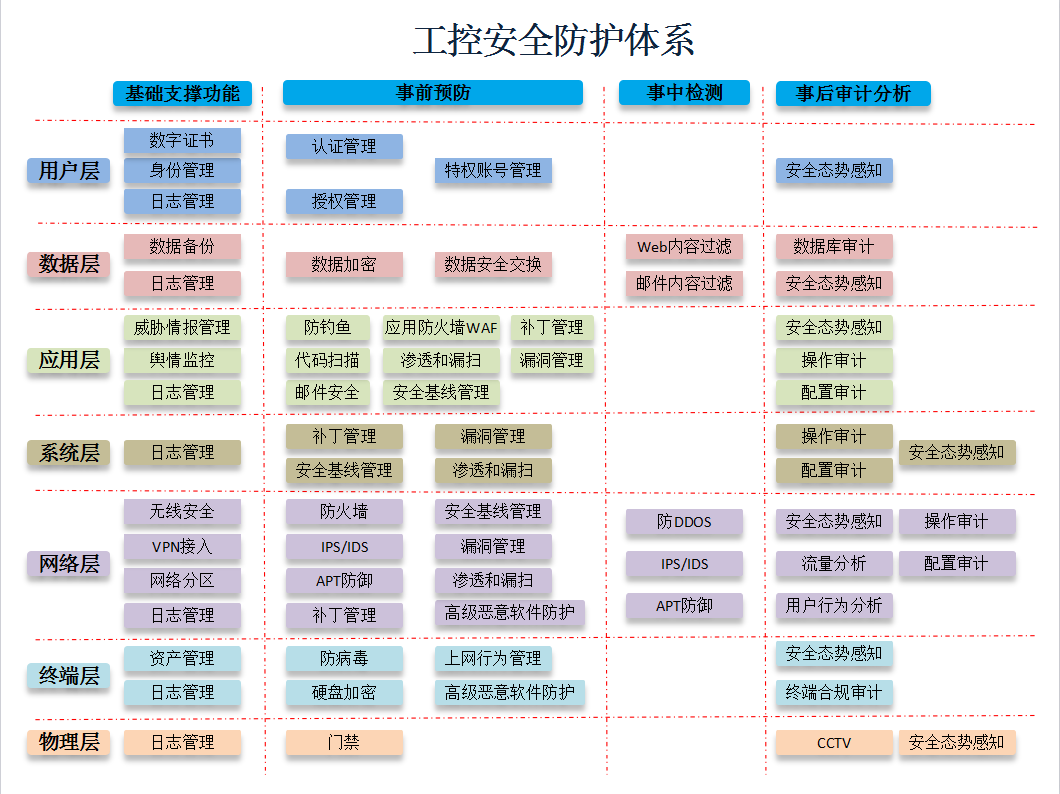 工控安全防护体系
基础支撑功能
事前预防
事中检测
事后审计分析
用户层
数字证书
身份管理
日志管理
认证管理
授权管理
特权账号管理
安全态势感知
数据层
数据备份
日志管理
数据加密
数据安全交换
Web内容过滤
邮件内容过滤
数据库审计
安全态势感知
应用层
威胁情报管理
舆情监控
日志管理
防钓鱼
应用防火墙WAF
补丁管理
代码扫描
渗透和漏扫
漏洞管理
邮件安全
安全基线管理
安全态势感知
操作审计
配置审计
系统层
日志管理
补丁管理
漏洞管理
安全基线管理
渗透和漏扫
操作审计
配置审计
安全态势感知
网络层
无线安全
VPN接入
网络分区
日志管理
防火墙
安全基线管理
IPS/IDS
漏洞管理
APT防御
渗透和漏扫
补丁管理
高级恶意软件防护
防DDOS
IPS/IDS
APT防御
安全态势感知
操作审计
流量分析
配置审计
用户行为分析
终端层
资产管理
日志管理
防病毒
上网行为管理
硬盘加密
高级恶意软件防护
安全态势感知
终端合规审计
物理层
日志管理
门禁
CCTV
安全态势感知